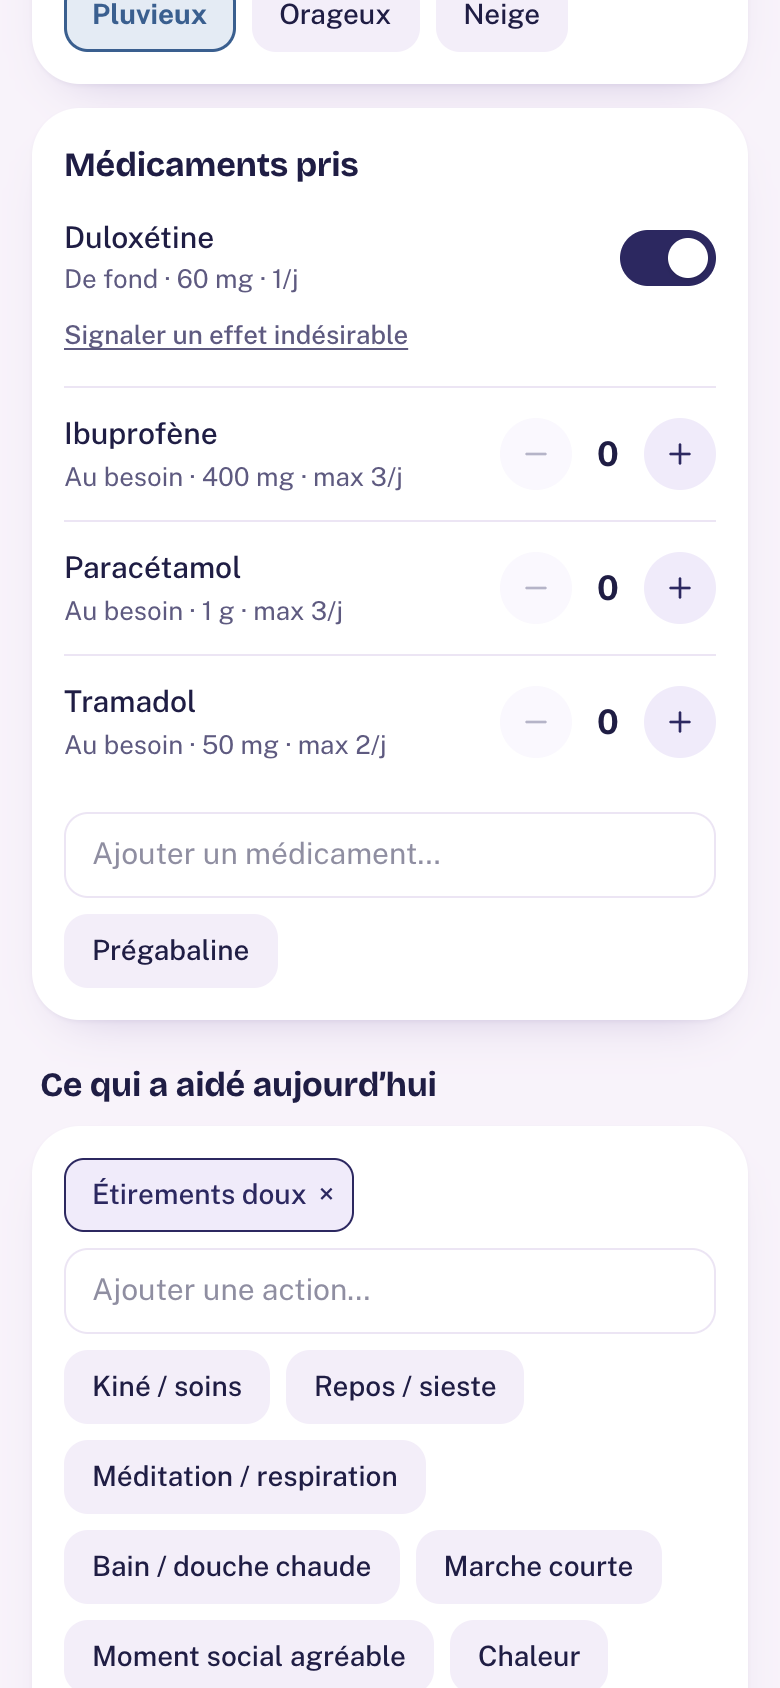 Pluvieux Orageux Neige
Médicaments pris
Duloxétine
De fond · 60 mg · 1/j
Signaler un effet indésirable
Ibuprofène
Au besoin · 400 mg · max 3/j
− 0 +
Paracétamol
Au besoin · 1 g · max 3/j
− 0 +
Tramadol
Au besoin · 50 mg · max 2/j
− 0 +
Ajouter un médicament…
Prégabaline
Ce qui a aidé aujourd’hui
Étirements doux ×
Ajouter une action…
Kiné / soins Repos / sieste
Méditation / respiration
Bain / douche chaude Marche courte
Moment social agréable Chaleur